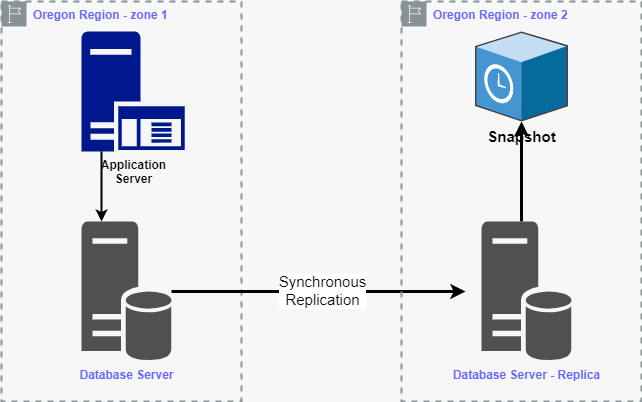 Oregon Region - zone 1
Oregon Region - zone 2
Application
Server
Snapshot
Synchronous
Replication
Database Server
Database Server - Replica